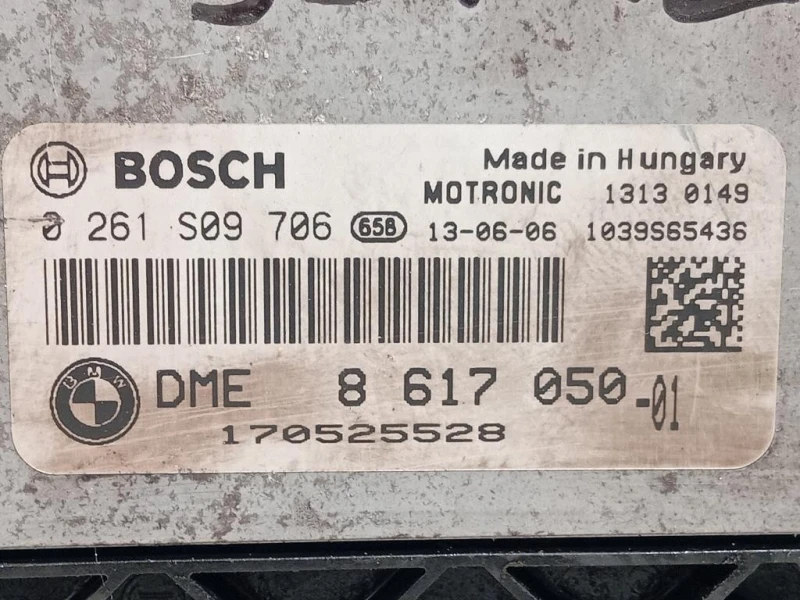 BOSCH Made in Hungary
MOTRONIC 1313 0149
0 261 S09 706 658 13-06-06 1039S65436
BMW DME 8 617 050-01
170525528